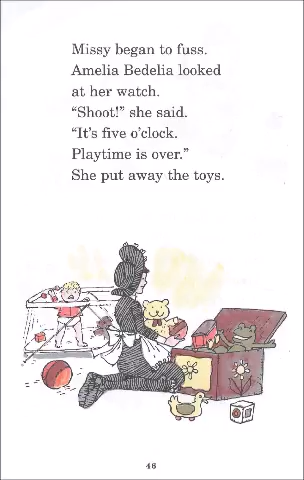 Missy began to fuss.
Amelia Bedelia looked
at her watch.
“Shoot!” she said.
“It’s five o’clock.
Playtime is over.”
She put away the toys.
46